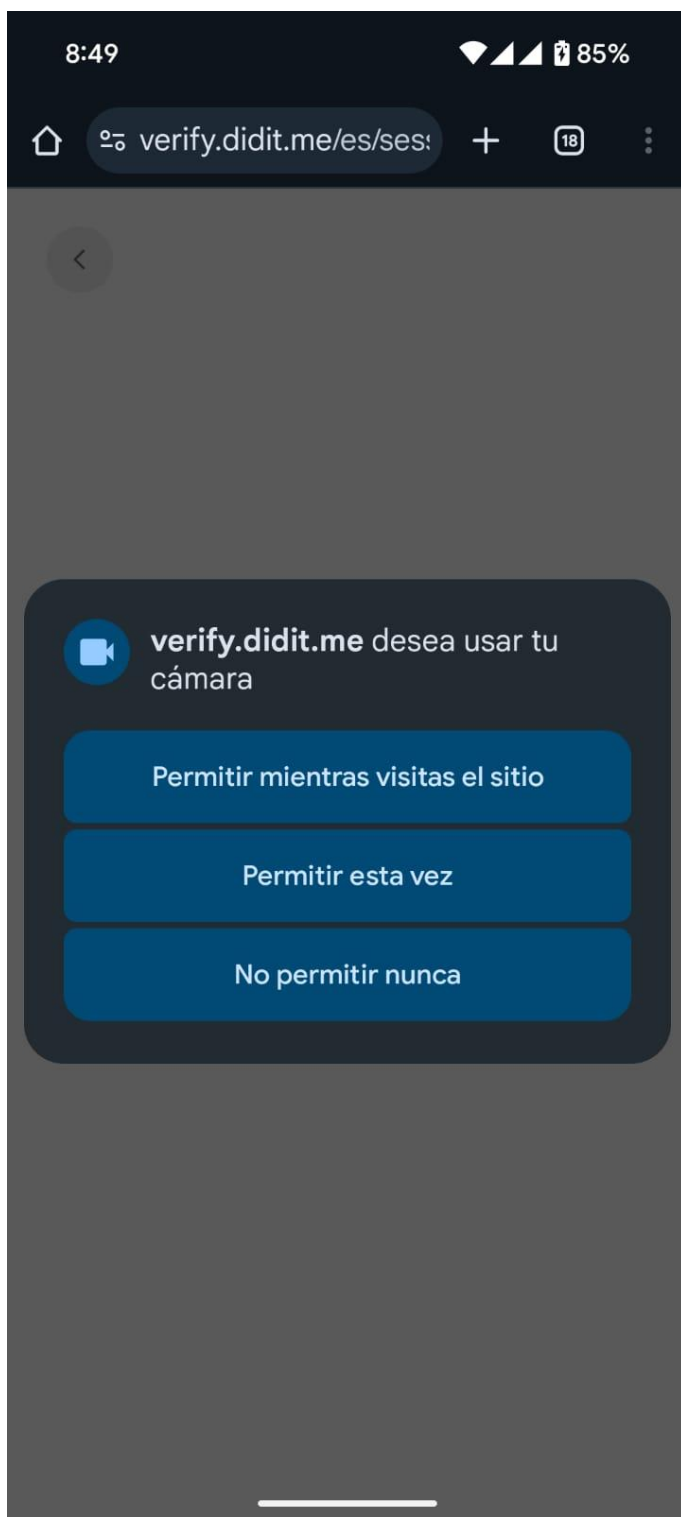 8:49
85%
verify.didit.me/es/ses
18
verify.didit.me desea usar tu
cámara
Permitir mientras visitas el sitio
Permitir esta vez
No permitir nunca